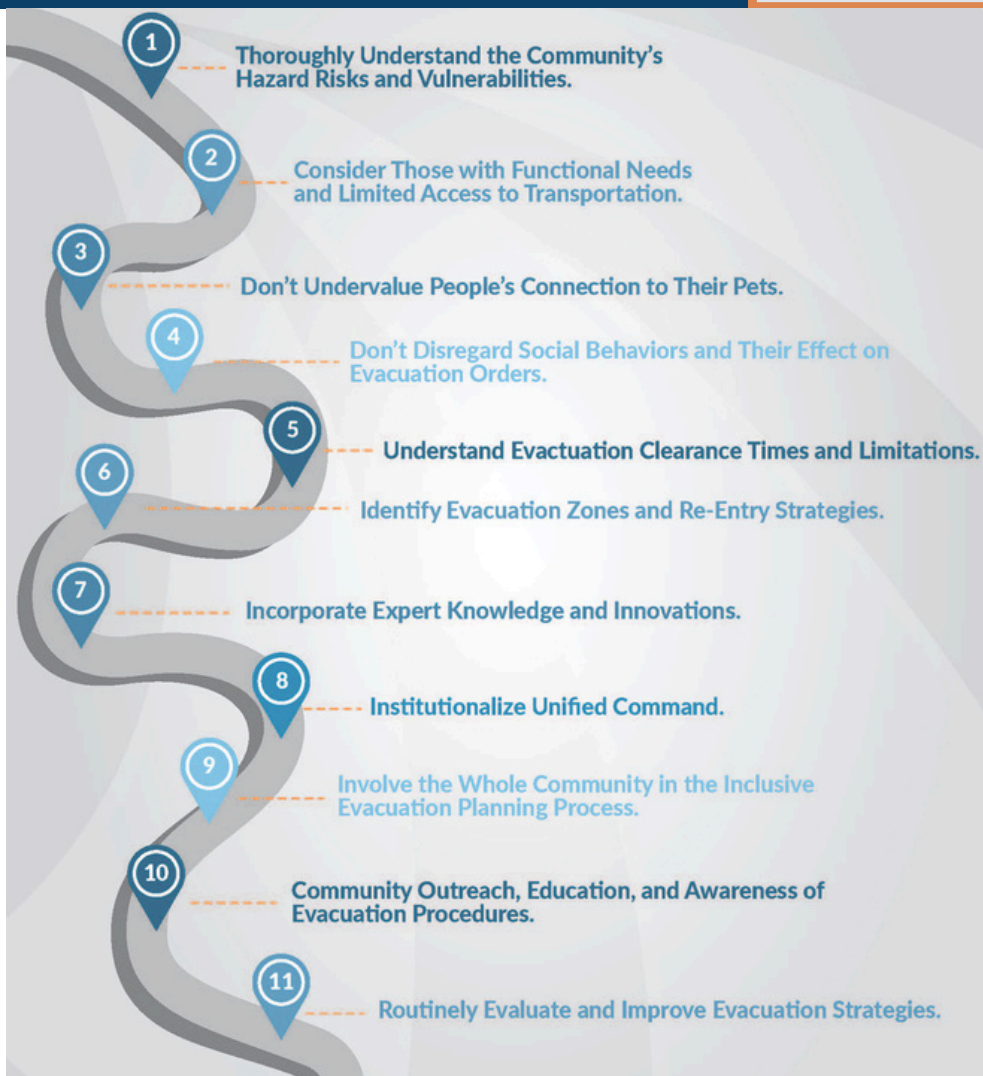 1
Thoroughly Understand the Community's
Hazard Risks and Vulnerabilities.
2
Consider Those with Functional Needs
and Limited Access to Transportation.
3
Don't Undervalue People's Connection to Their Pets.
4
Don't Disregard Social Behaviors and Their Effect on
Evacuation Orders.
5
Understand Evactuation Clearance Times and Limitations.
6
Identify Evacuation Zones and Re-Entry Strategies.
7
Incorporate Expert Knowledge and Innovations.
8
Institutionalize Unified Command.
9
Involve the Whole Community in the Inclusive
Evacuation Planning Process.
10
Community Outreach, Education, and Awareness of
Evacuation Procedures.
11
Routinely Evaluate and Improve Evacuation Strategies.